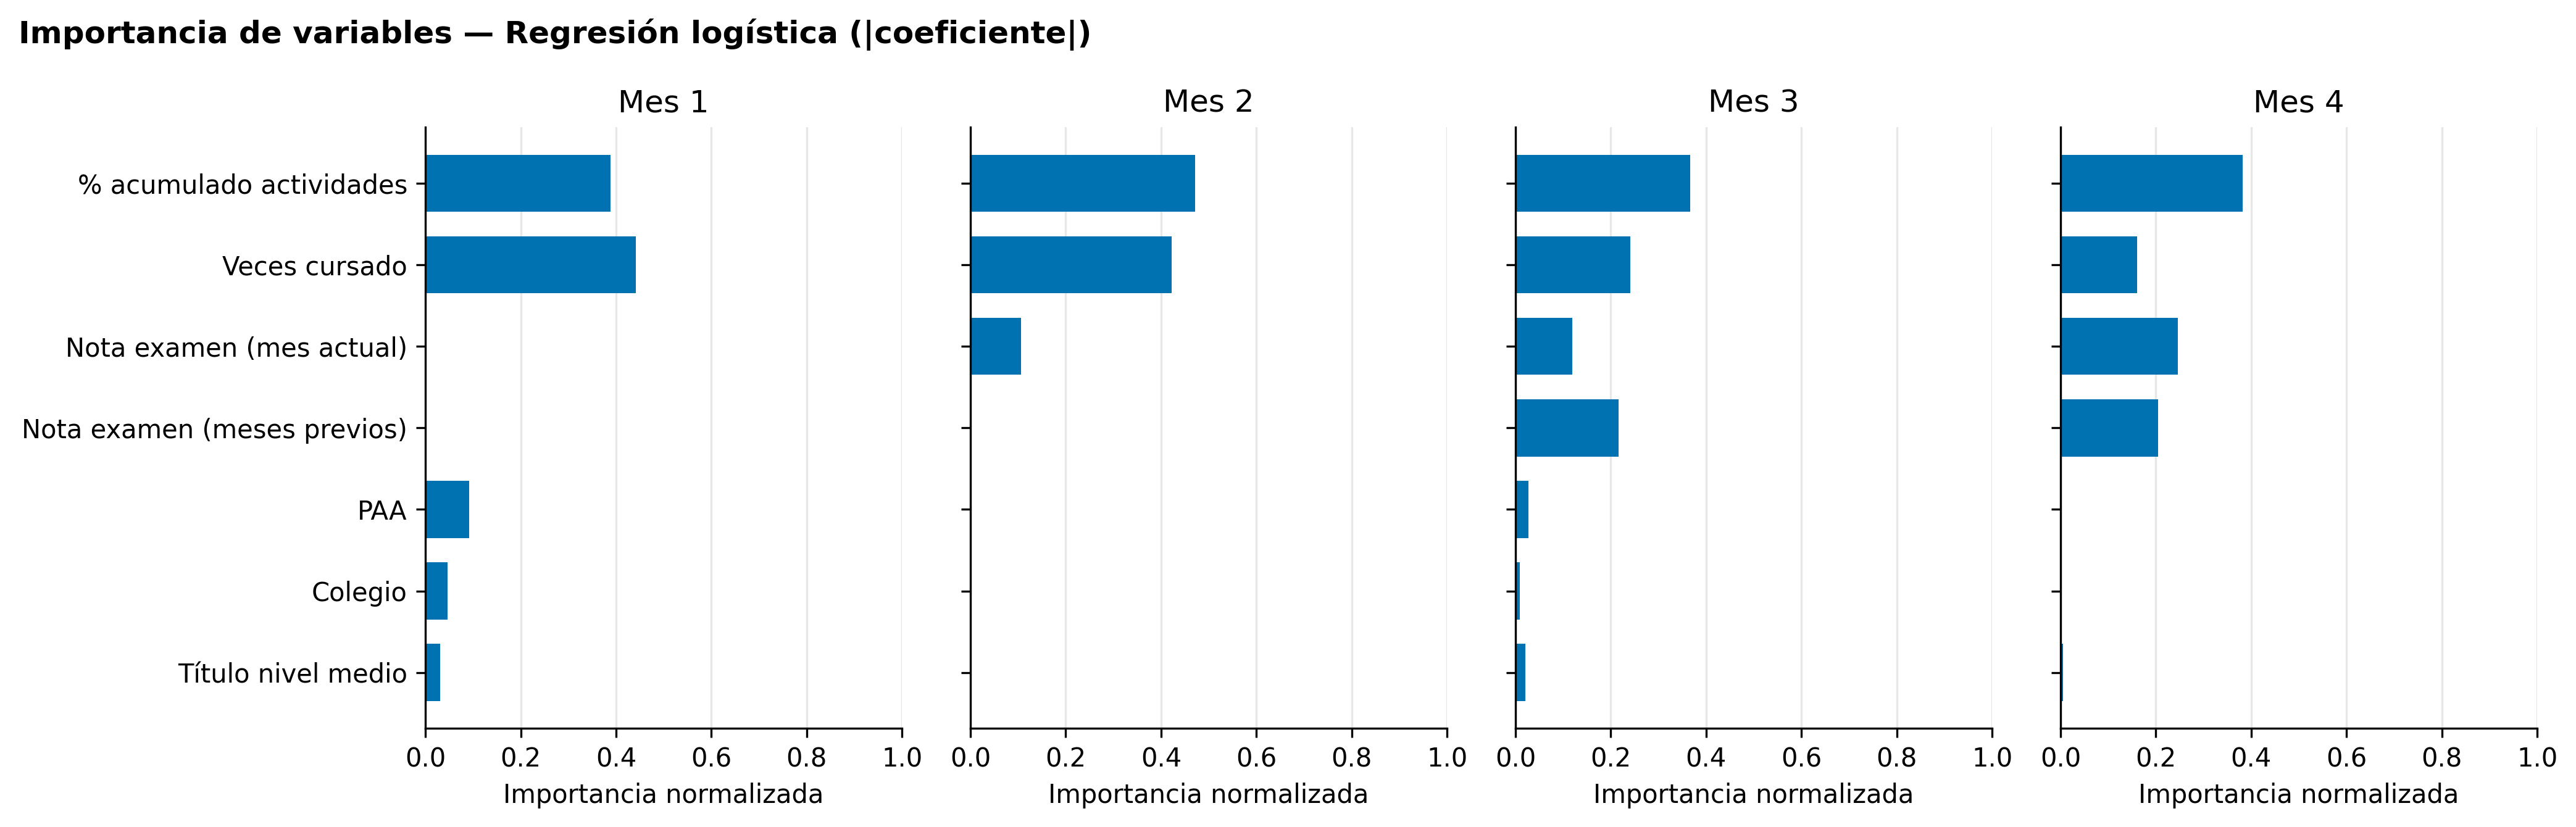 Importancia de variables — Regresión logística (|coeficiente|)
Mes 1
Mes 2
Mes 3
Mes 4
% acumulado actividades
Veces cursado
Nota examen (mes actual)
Nota examen (meses previos)
PAA
Colegio
Título nivel medio
0.0 0.2 0.4 0.6 0.8 1.0
0.0 0.2 0.4 0.6 0.8 1.0
0.0 0.2 0.4 0.6 0.8 1.0
0.0 0.2 0.4 0.6 0.8 1.0
Importancia normalizada
Importancia normalizada
Importancia normalizada
Importancia normalizada